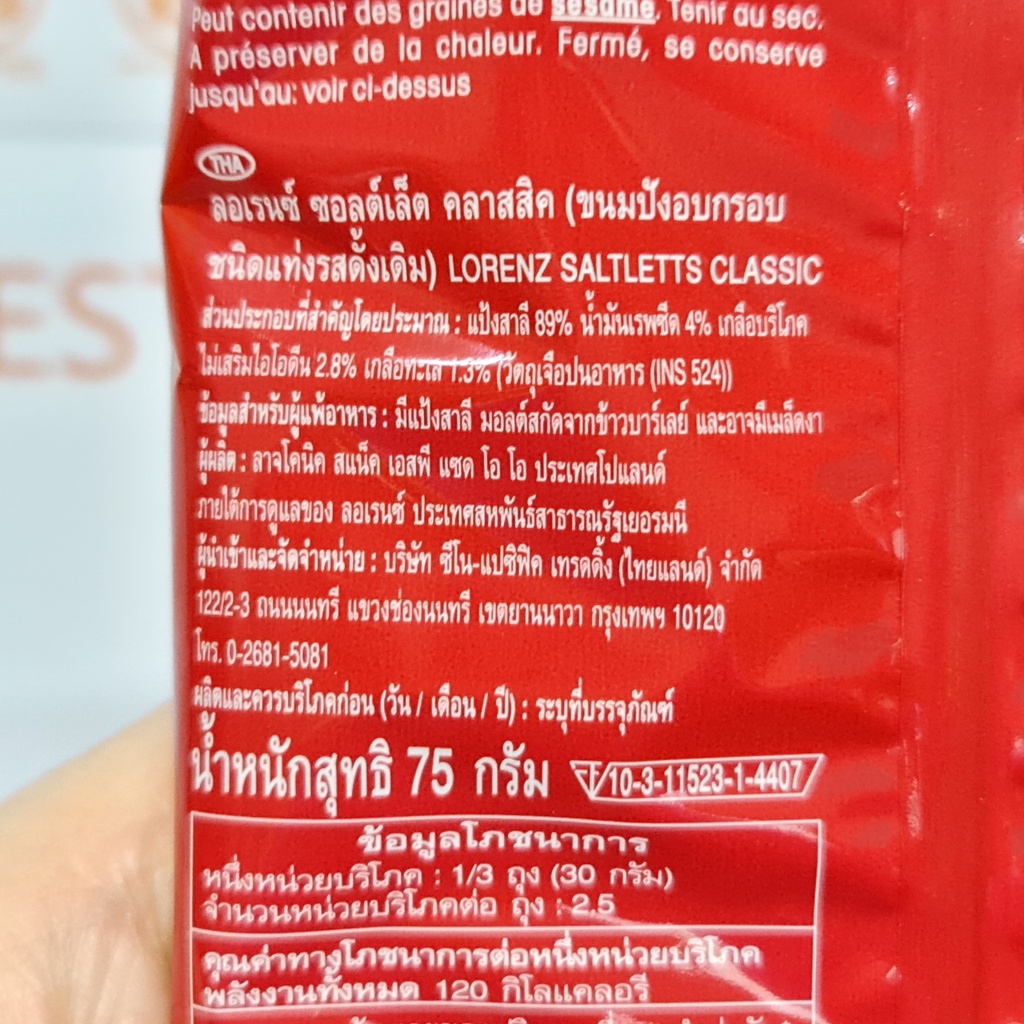 Peut contenir des graines de sésame. Tenir au sec.
A préserver de la chaleur. Fermé, se conserve
jusqu'au: voir ci-dessus
THA
ลอเรนซ์ ซอลต์เล็ต คลาสสิค (ขนมปังอบกรอบ
ชนิดแท่งรสดั้งเดิม) LORENZ SALTLETTS CLASSIC
ส่วนประกอบที่สำคัญโดยประมาณ : แป้งสาลี 89% น้ำมันเรพซีด 4% เกลือบริโภค
ไม่เสริมไอโอดีน 2.8% เกลือทะเล 1.3% (วัตถุเจือปนอาหาร (INS 524))
ข้อมูลสำหรับผู้แพ้อาหาร : มีแป้งสาลี มอลต์สกัดจากข้าวบาร์เลย์ และอาจมีเมล็ดงา
ผู้ผลิต : ลาจโคนิค สแน็ค เอสพี แซด โอ โอ ประเทศโปแลนด์
ภายใต้การดูแลของ ลอเรนซ์ ประเทศสหพันธ์สาธารณรัฐเยอรมนี
ผู้นำเข้าและจัดจำหน่าย : บริษัท ซีโน-แปซิฟิค เทรดดิ้ง (ไทยแลนด์) จำกัด
122/2-3 ถนนนนทรี แขวงช่องนนทรี เขตยานนาวา กรุงเทพฯ 10120
โทร. 0-2681-5081
ผลิตและควรบริโภคก่อน (วัน / เดือน / ปี) : ระบุที่บรรจุภัณฑ์
น้ำหนักสุทธิ 75 กรัม 10-3-11523-1-4407
ข้อมูลโภชนาการ
หนึ่งหน่วยบริโภค : 1/3 ถุง (30 กรัม)
จำนวนหน่วยบริโภคต่อ ถุง : 2.5
คุณค่าทางโภชนาการต่อหนึ่งหน่วยบริโภค
พลังงานทั้งหมด 120 กิโลแคลอรี
EST